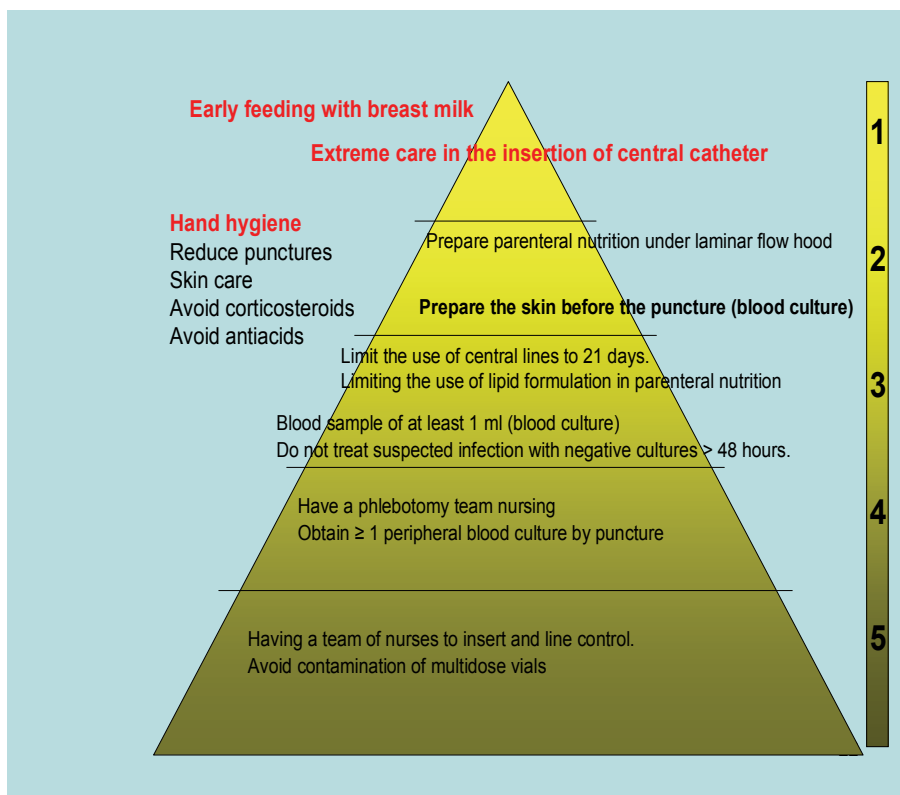 Early feeding with breast milk
Extreme care in the insertion of central catheter
1
Hand hygiene
Reduce punctures
Skin care
Avoid corticosteroids
Avoid antiacids
Prepare parenteral nutrition under laminar flow hood
2
Prepare the skin before the puncture (blood culture)
Limit the use of central lines to 21 days.
Limiting the use of lipid formulation in parenteral nutrition
3
Blood sample of at least 1 ml (blood culture)
Do not treat suspected infection with negative cultures > 48 hours.
Have a phlebotomy team nursing
Obtain ≥ 1 peripheral blood culture by puncture
4
Having a team of nurses to insert and line control.
Avoid contamination of multidose vials
5